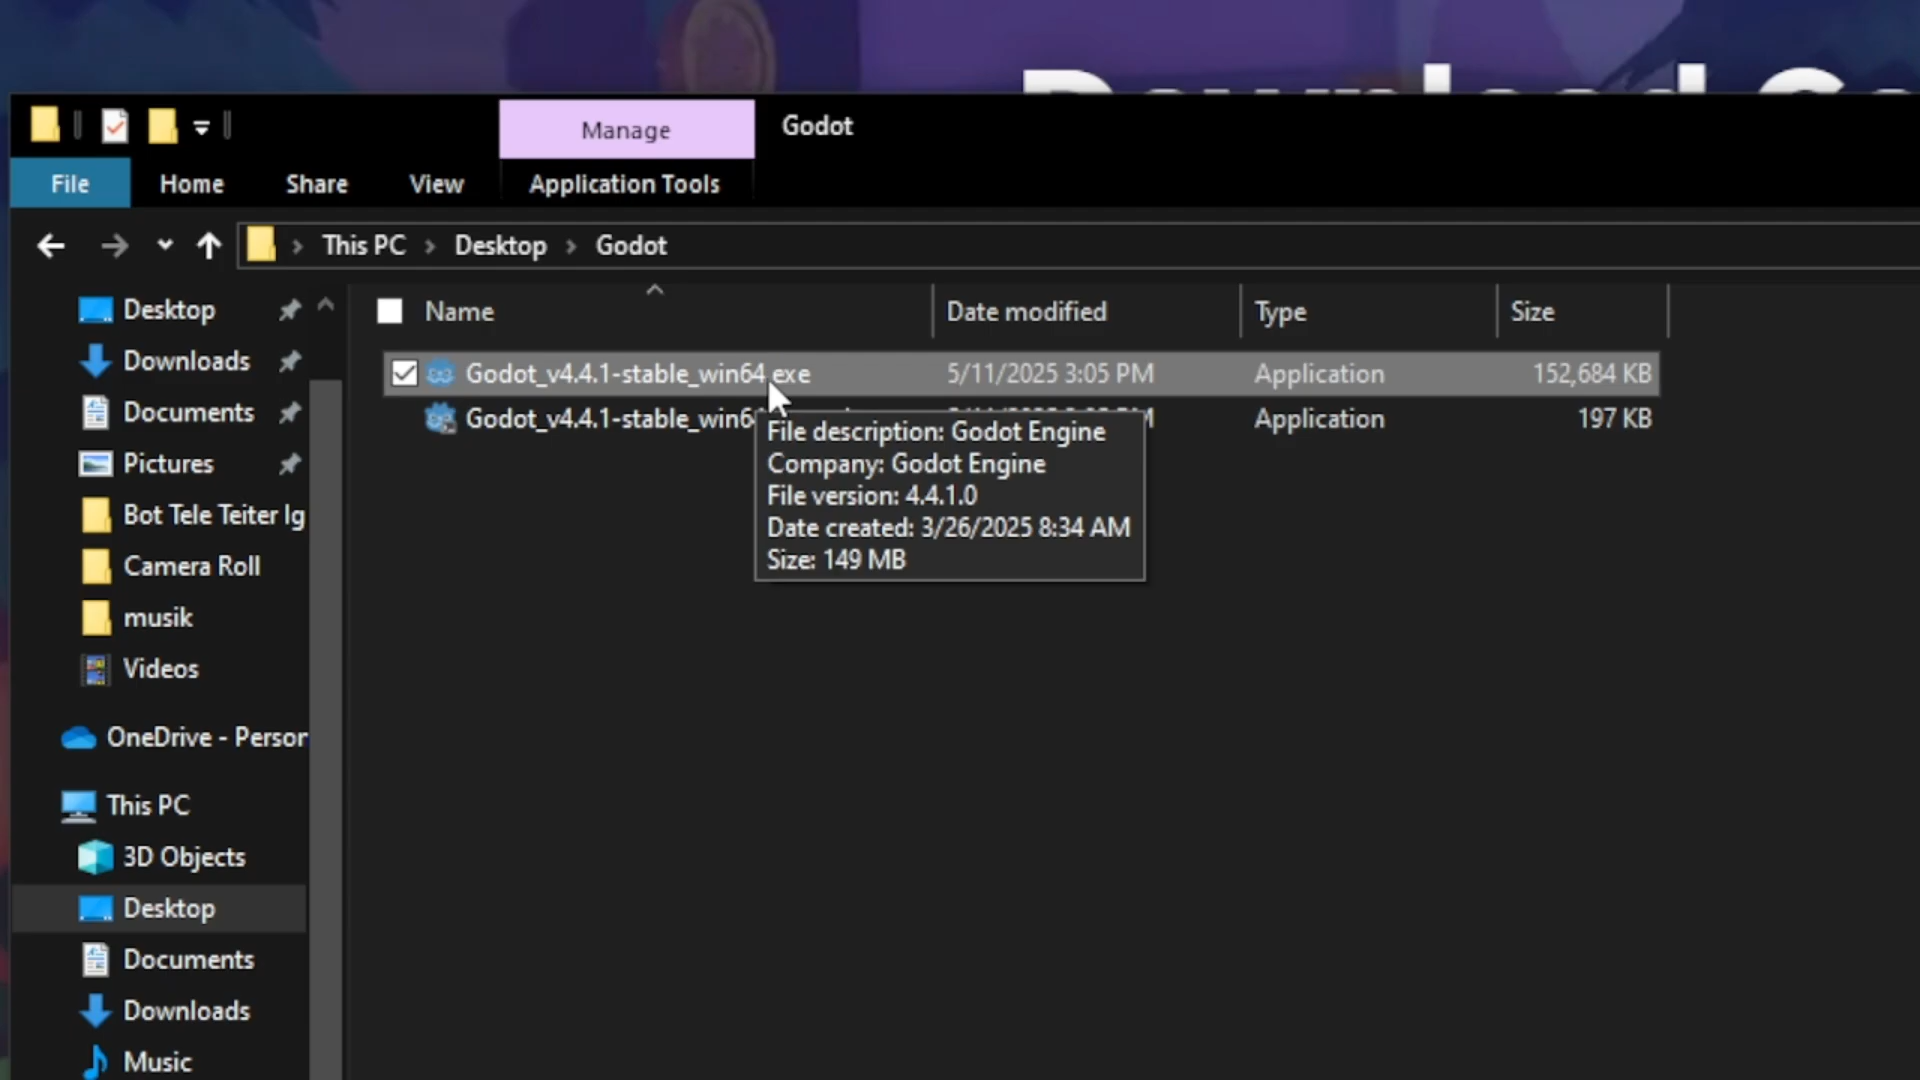 Manage
Godot
File
Home
Share
View
Application Tools
This PC
Desktop
Godot
Name
Date modified
Type
Size
Godot_v4.4.1-stable_win64.exe
5/11/2025 3:05 PM
Application
152,684 KB
Godot_v4.4.1-stable_win6
Application
197 KB
File description: Godot Engine
Company: Godot Engine
File version: 4.4.1.0
Date created: 3/26/2025 8:34 AM
Size: 149 MB
Desktop
Downloads
Documents
Pictures
Bot Tele Teiter Ig
Camera Roll
musik
Videos
OneDrive - Person
This PC
3D Objects
Desktop
Documents
Downloads
Music